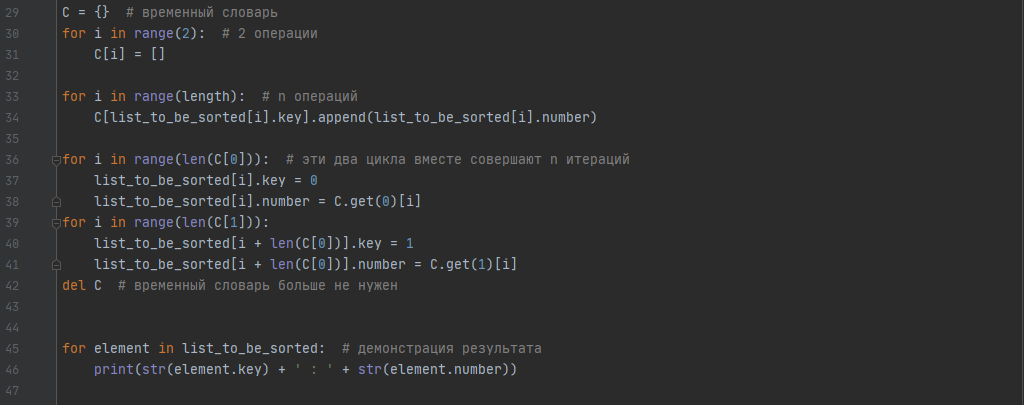 29 C = {}  # временный словарь
30 for i in range(2):  # 2 операции
31     C[i] = []
32
33 for i in range(length):  # n операций
34     C[list_to_be_sorted[i].key].append(list_to_be_sorted[i].number)
35
36 for i in range(len(C[0])):  # эти два цикла вместе совершают n итераций
37     list_to_be_sorted[i].key = 0
38     list_to_be_sorted[i].number = C.get(0)[i]
39 for i in range(len(C[1])):
40     list_to_be_sorted[i + len(C[0])].key = 1
41     list_to_be_sorted[i + len(C[0])].number = C.get(1)[i]
42 del C  # временный словарь больше не нужен
43
44
45 for element in list_to_be_sorted:  # демонстрация результата
46     print(str(element.key) + ' : ' + str(element.number))
47